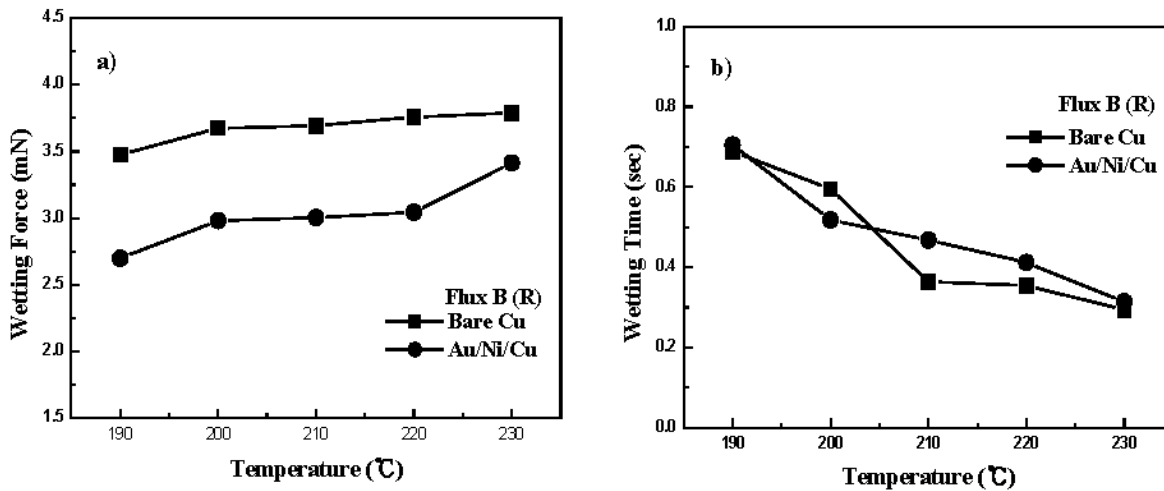 a)
Wetting Force (mN)
4.5
4.0
3.5
3.0
2.5
2.0
1.5
Flux B (R)
Bare Cu
Au/Ni/Cu
190 200 210 220 230
Temperature (℃)
b)
Wetting Time (sec)
1.0
0.8
0.6
0.4
0.2
0.0
Flux B (R)
Bare Cu
Au/Ni/Cu
190 200 210 220 230
Temperature (℃)